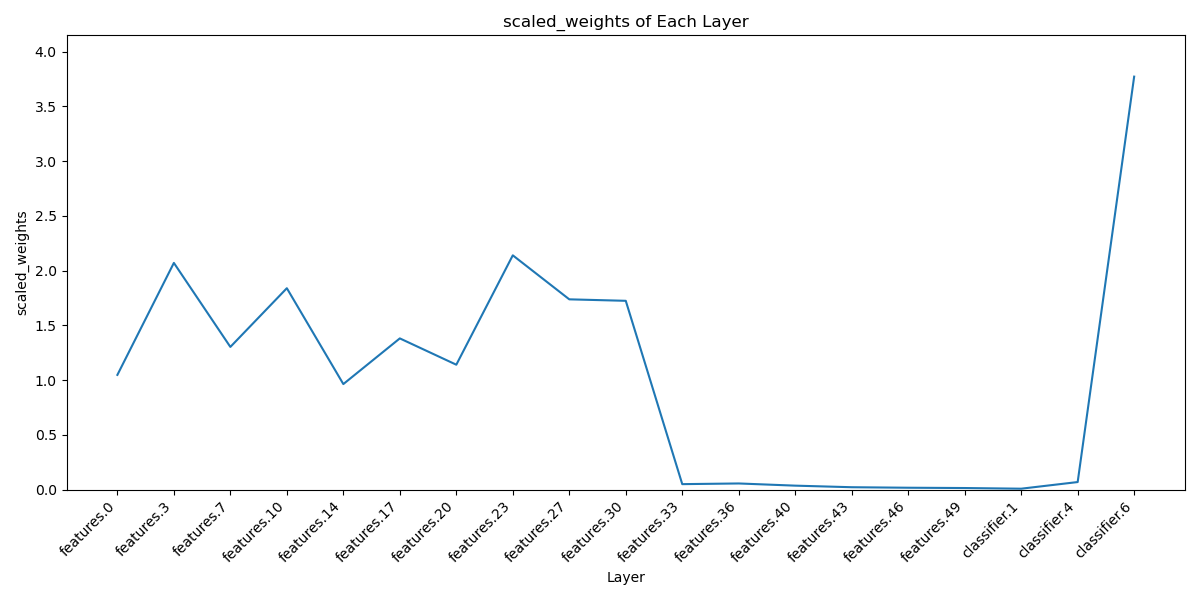 scaled_weights of Each Layer
scaled_weights
4.0
3.5
3.0
2.5
2.0
1.5
1.0
0.5
0.0
features.0
features.3
features.7
features.10
features.14
features.17
features.20
features.23
features.27
features.30
features.33
features.36
features.40
features.43
features.46
features.49
classifier.1
classifier.4
classifier.6
Layer